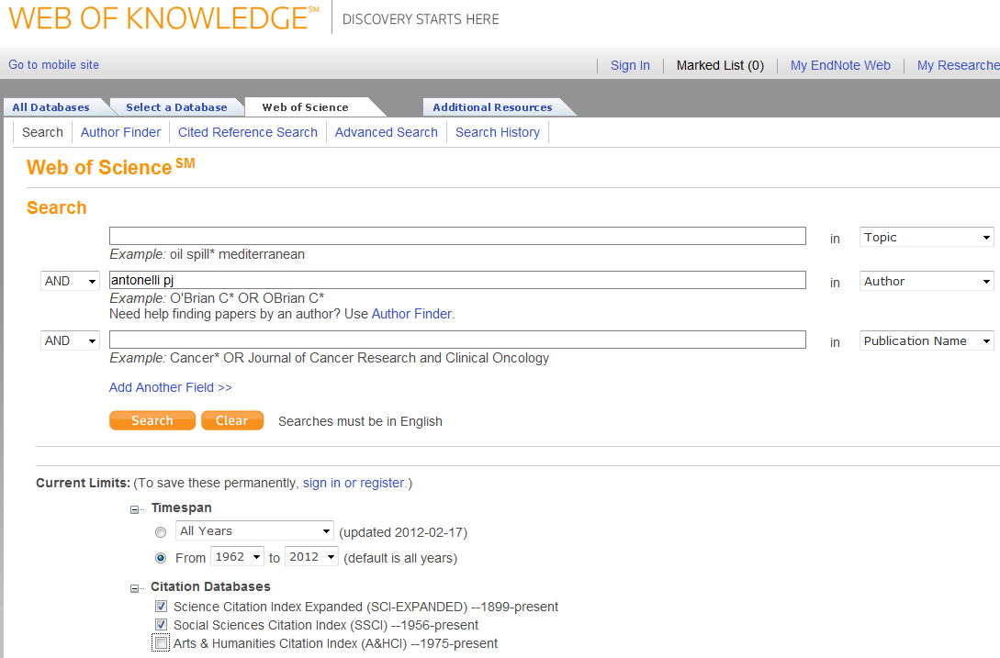 WEB OF KNOWLEDGE℠ DISCOVERY STARTS HERE
Go to mobile site Sign In Marked List (0) My EndNote Web My Researche
All Databases Select a Database Web of Science Additional Resources
Search Author Finder Cited Reference Search Advanced Search Search History
Web of Science ℠
Search
in Topic
Example: oil spill* mediterranean
AND antonelli pj in Author
Example: O'Brian C* OR OBrian C*
Need help finding papers by an author? Use Author Finder.
AND in Publication Name
Example: Cancer* OR Journal of Cancer Research and Clinical Oncology
Add Another Field >>
Search Clear Searches must be in English
Current Limits: (To save these permanently, sign in or register.)
Timespan
All Years (updated 2012-02-17)
From 1962 to 2012 (default is all years)
Citation Databases
Science Citation Index Expanded (SCI-EXPANDED) --1899-present
Social Sciences Citation Index (SSCI) --1956-present
Arts & Humanities Citation Index (A&HCI) --1975-present